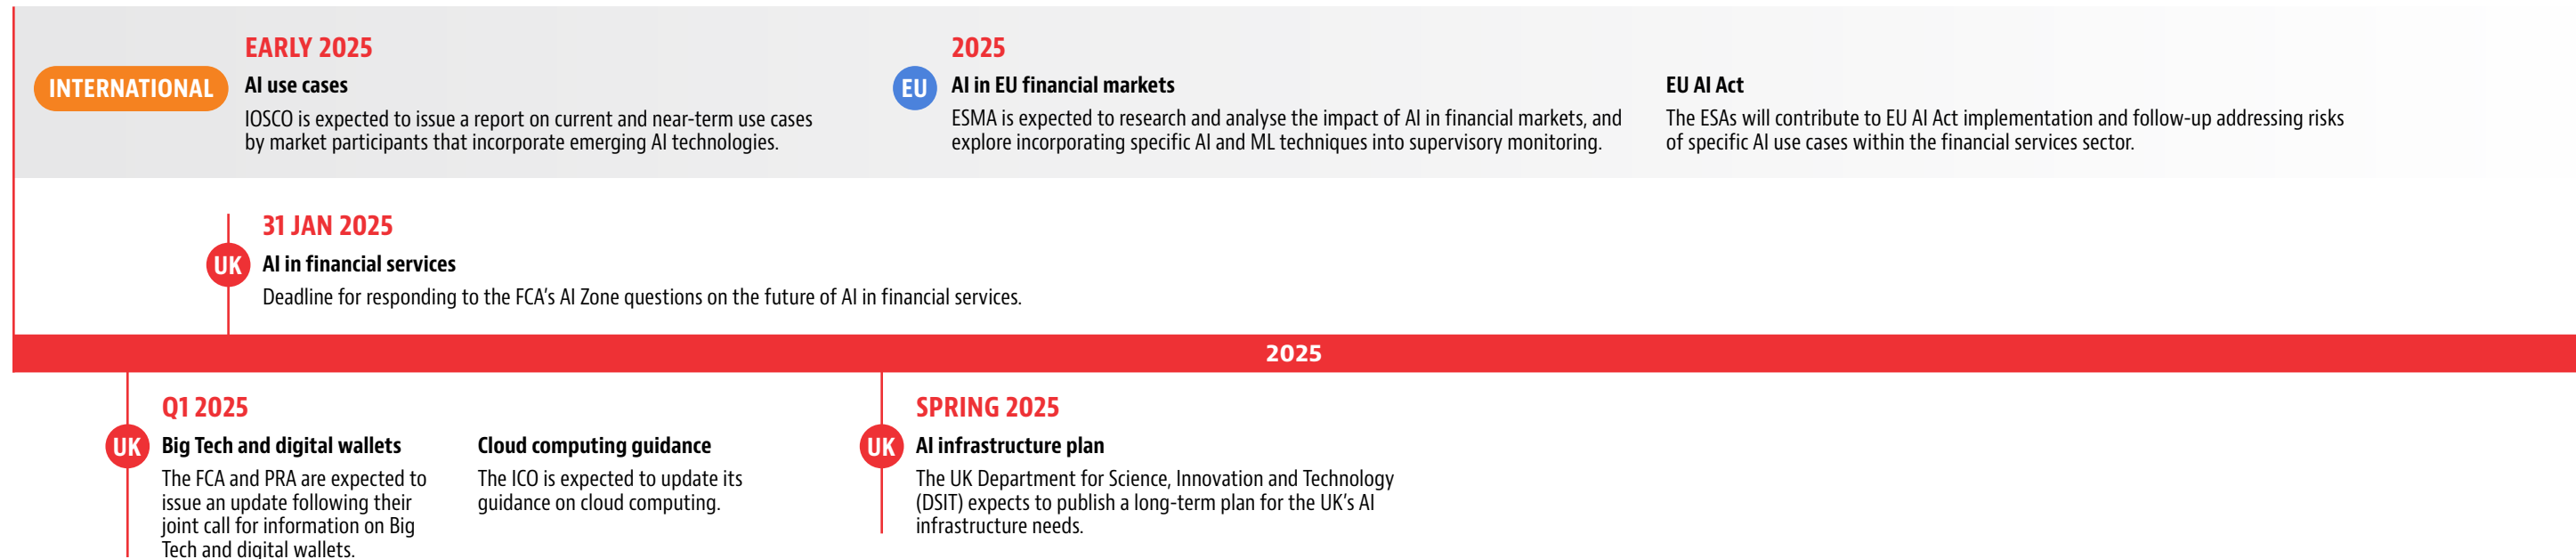 INTERNATIONAL
EARLY 2025
AI use cases
IOSCO is expected to issue a report on current and near-term use cases
by market participants that incorporate emerging AI technologies.
EU
2025
AI in EU financial markets
ESMA is expected to research and analyse the impact of AI in financial markets, and
explore incorporating specific AI and ML techniques into supervisory monitoring.
EU AI Act
The ESAs will contribute to EU AI Act implementation and follow-up addressing risks
of specific AI use cases within the financial services sector.
31 JAN 2025
UK
AI in financial services
Deadline for responding to the FCA’s AI Zone questions on the future of AI in financial services.
2025
Q1 2025
UK
Big Tech and digital wallets
The FCA and PRA are expected to
issue an update following their
joint call for information on Big
Tech and digital wallets.
Cloud computing guidance
The ICO is expected to update its
guidance on cloud computing.
SPRING 2025
UK
AI infrastructure plan
The UK Department for Science, Innovation and Technology
(DSIT) expects to publish a long-term plan for the UK’s AI
infrastructure needs.